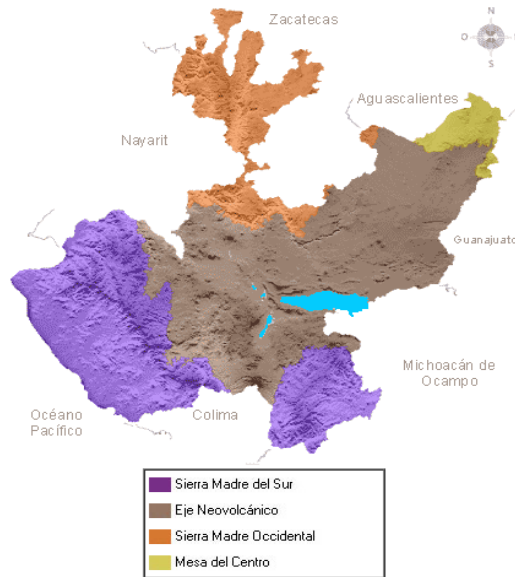 Zacatecas
N
O
E
S
Aguascalientes
Nayarit
Guanajuato
Michoacán de
Ocampo
Océano
Pacífico
Colima
Sierra Madre del Sur
Eje Neovolcánico
Sierra Madre Occidental
Mesa del Centro